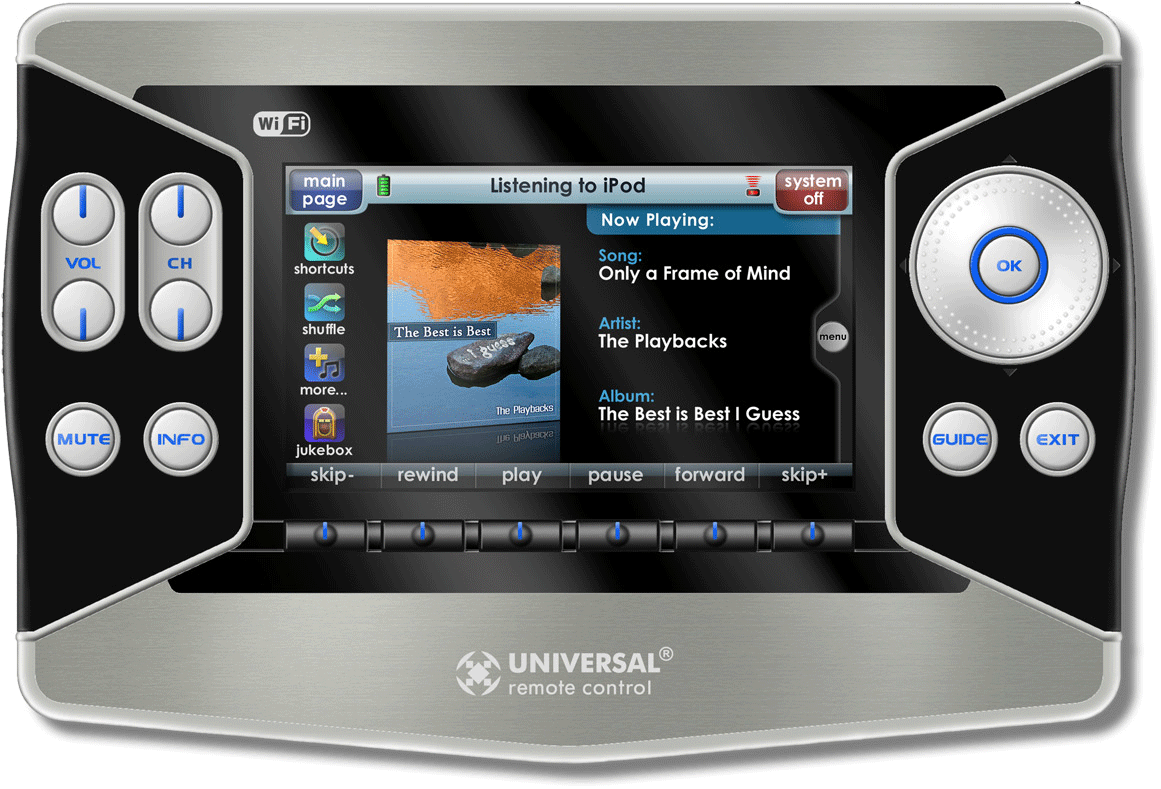 WiFi
main
page
Listening to iPod
system
off
Now Playing:
shortcuts
Song:
Only a Frame of Mind
VOL
CH
OK
shuffle
The Best is Best
I guess
Artist:
The Playbacks
menu
more...
Album:
The Best is Best I Guess
The Playbacks
MUTE
INFO
jukebox
GUIDE
EXIT
skip-
rewind
play
pause
forward
skip+
UNIVERSAL®
remote control